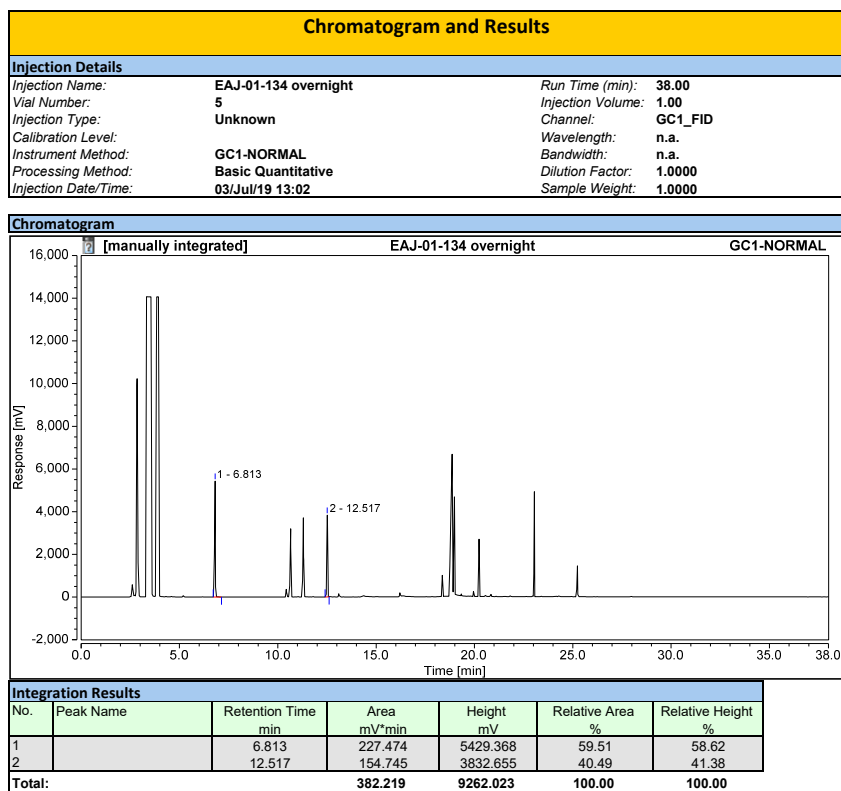 Chromatogram and Results
Injection Details
Injection Name: EAJ-01-134 overnight Run Time (min): 38.00
Vial Number: 5 Injection Volume: 1.00
Injection Type: Unknown Channel: GC1_FID
Calibration Level: Wavelength: n.a.
Instrument Method: GC1-NORMAL Bandwidth: n.a.
Processing Method: Basic Quantitative Dilution Factor: 1.0000
Injection Date/Time: 03/Jul/19 13:02 Sample Weight: 1.0000
Chromatogram
? [manually integrated] EAJ-01-134 overnight GC1-NORMAL
16,000
14,000
12,000
10,000
8,000
6,000
4,000
2,000
0
-2,000
Response [mV]
1 - 6.813
2 - 12.517
0.0 5.0 10.0 15.0 20.0 25.0 30.0 35.0 38.0
Time [min]
Integration Results
No. Peak Name Retention Time Area Height Relative Area Relative Height
min mV*min mV % %
1 6.813 227.474 5429.368 59.51 58.62
2 12.517 154.745 3832.655 40.49 41.38
Total: 382.219 9262.023 100.00 100.00